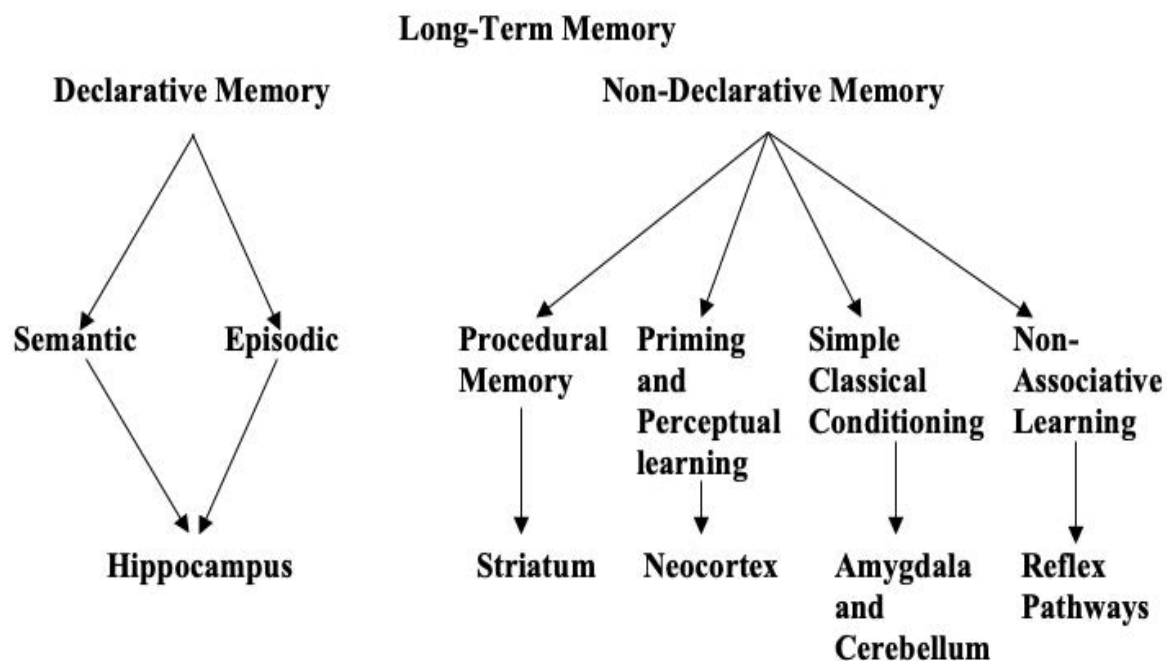 Long-Term Memory
Declarative Memory
Non-Declarative Memory
Semantic
Episodic
Procedural
Memory
Priming
and
Perceptual
learning
Simple
Classical
Conditioning
Non-
Associative
Learning
Hippocampus
Striatum
Neocortex
Amygdala
and
Cerebellum
Reflex
Pathways